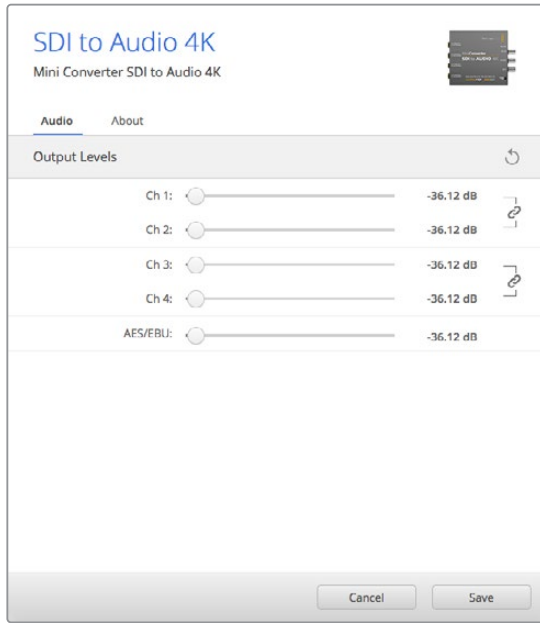 SDI to Audio 4K
Mini Converter SDI to Audio 4K
Audio About
Output Levels
Ch 1: -36.12 dB
Ch 2: -36.12 dB
Ch 3: -36.12 dB
Ch 4: -36.12 dB
AES/EBU: -36.12 dB
Cancel Save